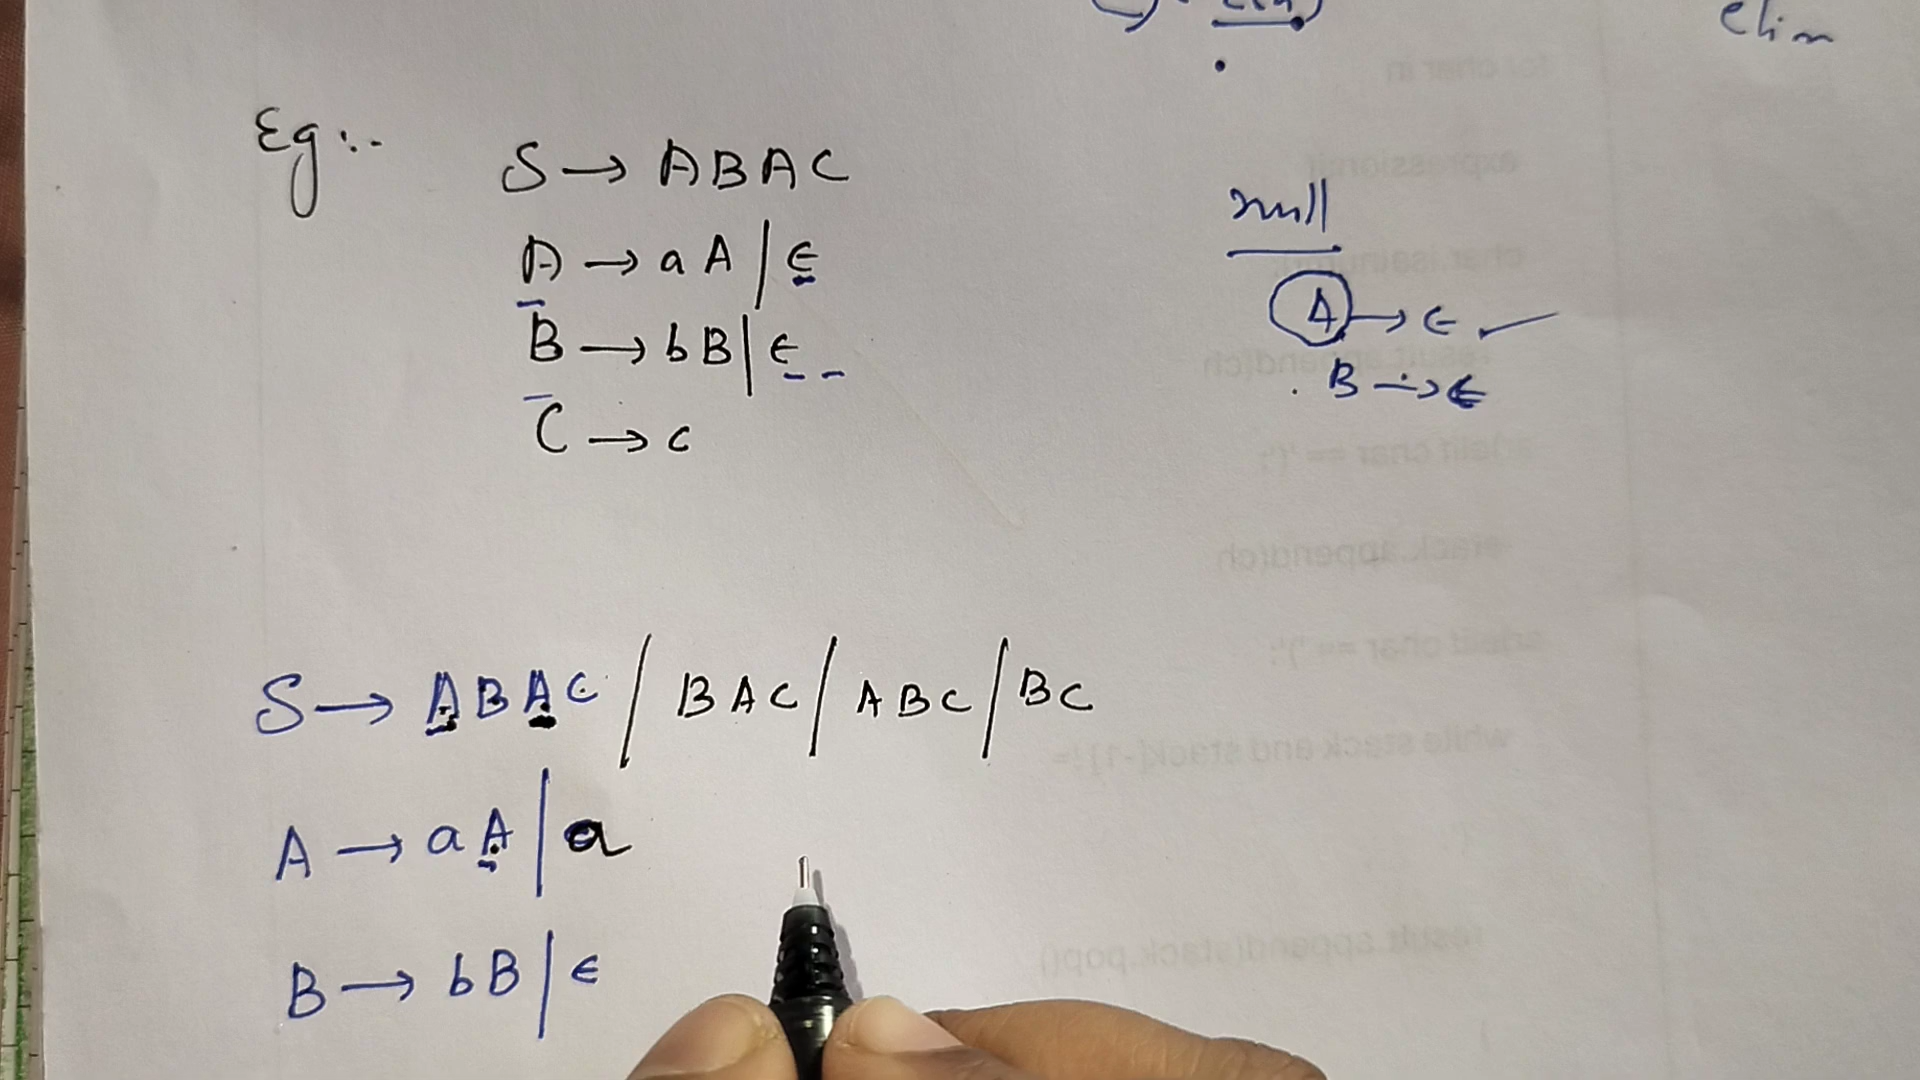 elim
Eg :-
S → ABAC
A → aA | ϵ
B → bB | ϵ
C → c
null
A → ϵ
B → ϵ
S → ABAC / BAC / ABC / BC
A → aA | a
B → bB | ϵ